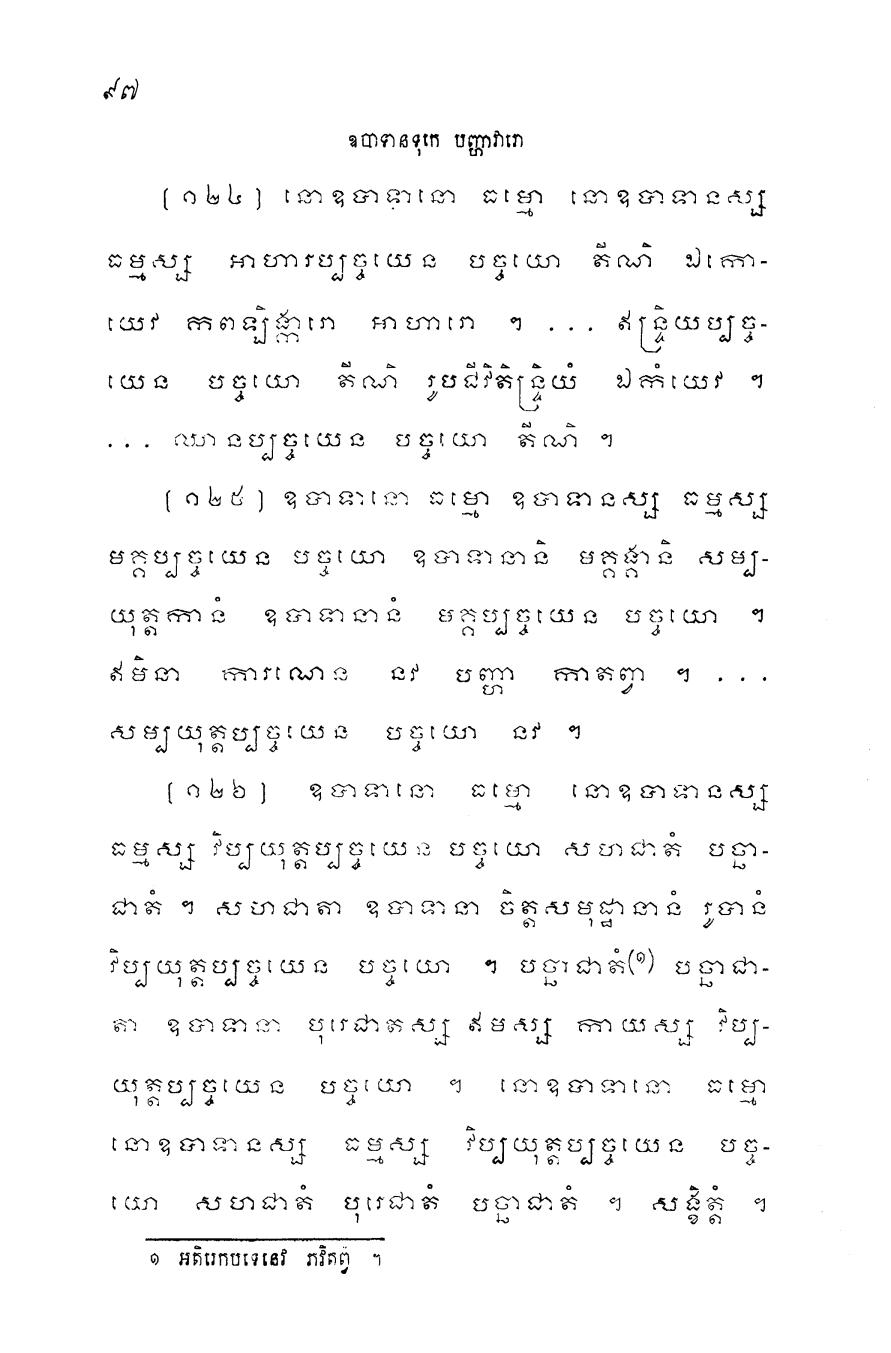 ៩៧
ឧបាទានទុកេ បញ្ហាវារោ
[១២៤] នោឧបាទានោ ធម្មោ នោឧបាទានស្ស
ធម្មស្ស អាហារប្បច្ចយេន បច្ចយោ តីណិ ឯកោ-
យេវ កពឡិង្ការោ អាហារោ ។ ... ឥន្ទ្រិយប្បច្ច-
យេន បច្ចយោ តីណិ រូបជីវិតិន្ទ្រិយំ ឯកំយេវ ។
... ឈានប្បច្ចយេន បច្ចយោ តីណិ ។
[១២៥] ឧបាទានោ ធម្មោ ឧបាទានស្ស ធម្មស្ស
មគ្គប្បច្ចយេន បច្ចយោ ឧបាទានានិ មគ្គង្គានិ សម្ប-
យុត្តកានំ ឧបាទានានំ មគ្គប្បច្ចយេន បច្ចយោ ។
ឥមិនា ការណេន នវ បញ្ហា កាតព្វា ។ ...
សម្បយុត្តប្បច្ចយេន បច្ចយោ នវ ។
[១២៦] ឧបាទានោ ធម្មោ នោឧបាទានស្ស
ធម្មស្ស វិប្បយុត្តប្បច្ចយេន បច្ចយោ សហជាតំ បច្ឆា-
ជាតំ ។ សហជាតា ឧបាទានា ចិត្តសមុដ្ឋានានំ រូបានំ
វិប្បយុត្តប្បច្ចយេន បច្ចយោ ។ បច្ឆាជាតំ(១) បច្ឆាជា-
តា ឧបាទានា បុរេជាតស្ស ឥមស្ស កាយស្ស វិប្ប-
យុត្តប្បច្ចយេន បច្ចយោ ។ នោឧបាទានោ ធម្មោ
នោឧបាទានស្ស ធម្មស្ស វិប្បយុត្តប្បច្ចយេន បច្ច-
យោ សហជាតំ បុរេជាតំ បច្ឆាជាតំ ។ សង្ខិត្តំ ។
១ អតិរេកបទេនេវ ភវិតព្វំ ។